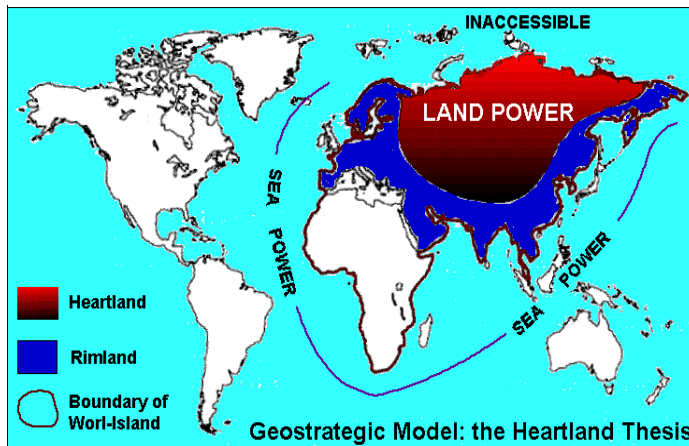 INACCESSIBLE
LAND POWER
SEA POWER
SEA POWER
Heartland
Rimland
Boundary of
Worl-Island
Geostrategic Model: the Heartland Thesis